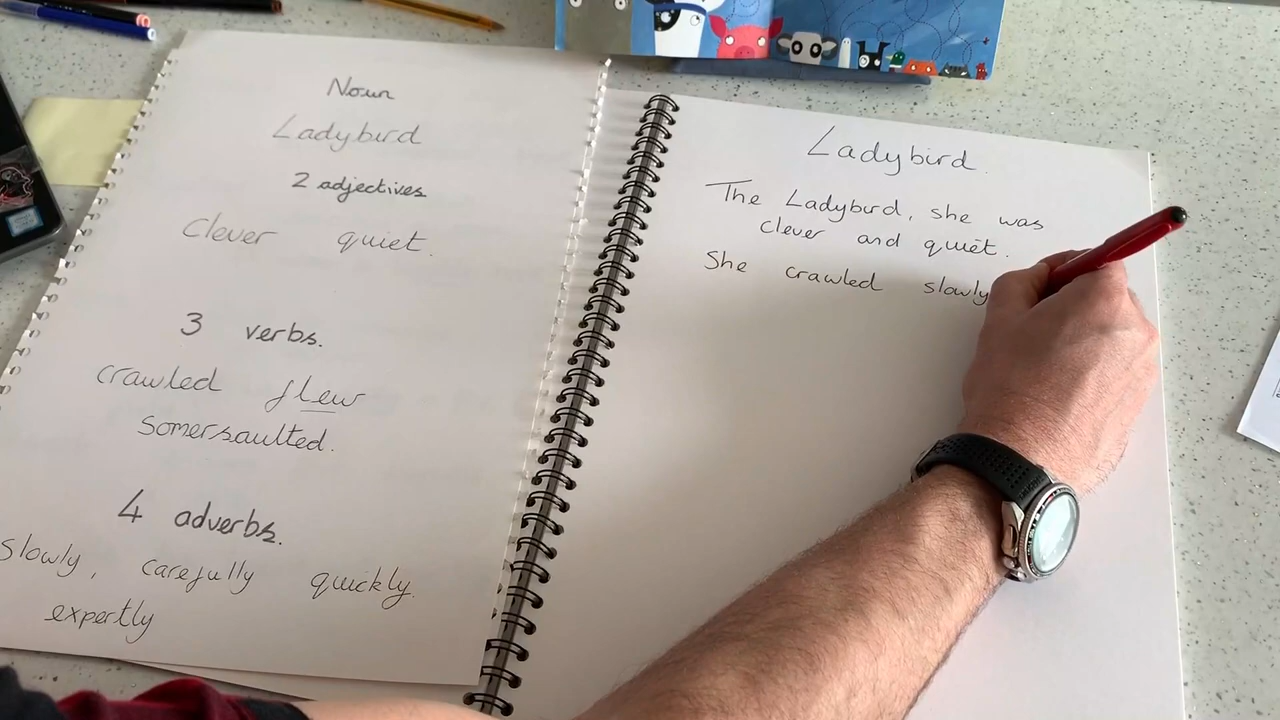 Noun
Ladybird
2 adjectives
clever quiet.
3 verbs.
crawled flew
somersaulted.
4 adverbs.
slowly, carefully quickly.
expertly
Ladybird.
The Ladybird, she was
clever and quiet.
She crawled slowly